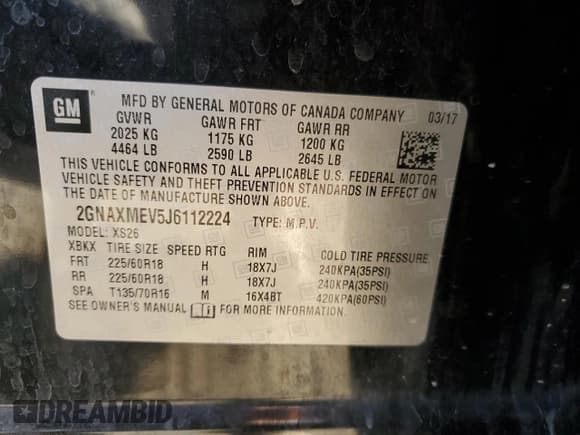 GM ® MFD BY GENERAL MOTORS OF CANADA COMPANY 03/17
GVWR GAWR FRT GAWR RR
2025 KG 1175 KG 1200 KG
4464 LB 2590 LB 2645 LB
THIS VEHICLE CONFORMS TO ALL APPLICABLE U.S. FEDERAL MOTOR
VEHICLE SAFETY AND THEFT PREVENTION STANDARDS IN EFFECT ON
THE DATE OF MANUFACTURE SHOWN ABOVE.
2GNAXMEV5J6112224 TYPE: M.P.V.
MODEL: XS26
XBKX TIRE SIZE SPEED RTG RIM COLD TIRE PRESSURE
FRT 225/60R18 H 18X7J 240KPA(35PSI)
RR 225/60R18 H 18X7J 240KPA(35PSI)
SPA T135/70R16 M 16X4BT 420KPA(60PSI)
SEE OWNER'S MANUAL FOR MORE INFORMATION.
DREAMBID